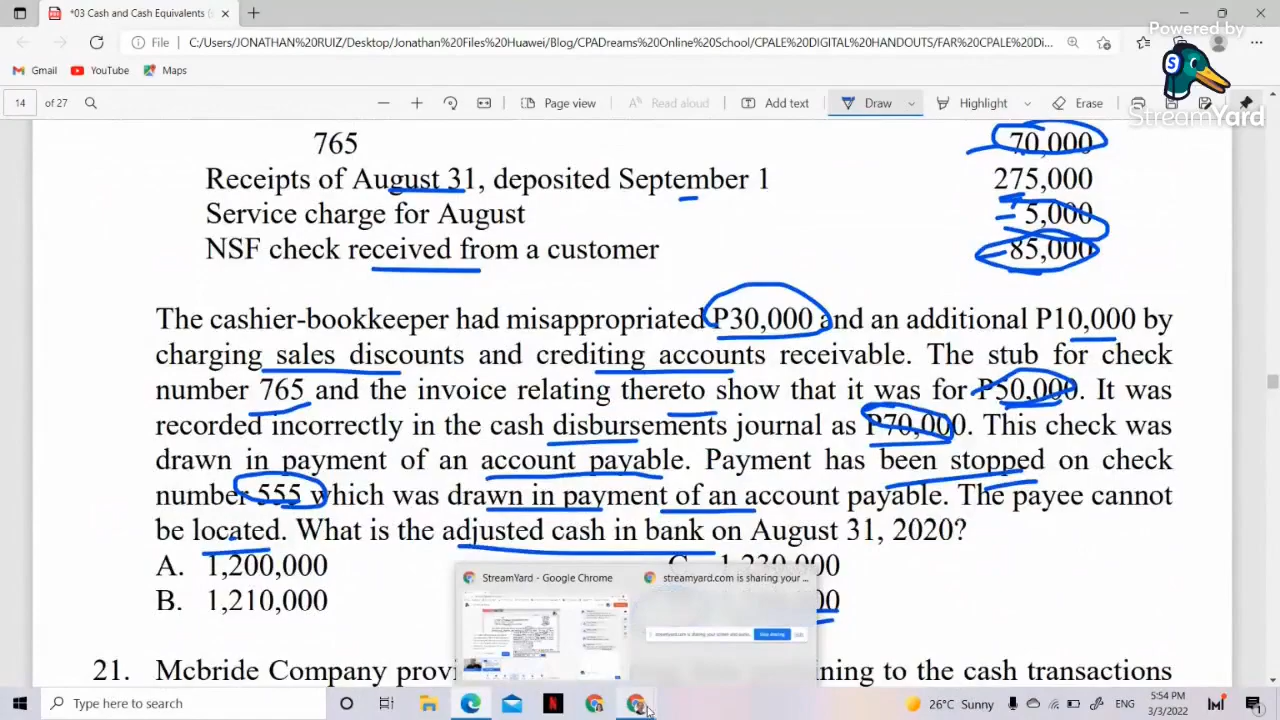 *03 Cash and Cash Equivalents (
Powered by
StreamYard
File
C:/Users/JONATHAN%20RUIZ/Desktop/Jonathan%20Files%20Huawei/Blog/CPADreams%20Online%20School/CPALE%20DIGITAL%20HANDOUTS/FAR%20CPALE%20Di...
Gmail
YouTube
Maps
14 of 27
Page view
Read aloud
Add text
Draw
Highlight
Erase
765 70,000
Receipts of August 31, deposited September 1 275,000
Service charge for August 5,000
NSF check received from a customer 85,000
The cashier-bookkeeper had misappropriated P30,000 and an additional P10,000 by
charging sales discounts and crediting accounts receivable. The stub for check
number 765 and the invoice relating thereto show that it was for P50,000. It was
recorded incorrectly in the cash disbursements journal as P70,000. This check was
drawn in payment of an account payable. Payment has been stopped on check
number 555 which was drawn in payment of an account payable. The payee cannot
be located. What is the adjusted cash in bank on August 31, 2020?
A. 1,200,000
B. 1,210,000
StreamYard - Google Chrome
streamyard.com is sharing your ...
21. Mcbride Company provi
ning to the cash transactions
Type here to search
26°C Sunny
ENG
5:54 PM
3/3/2022